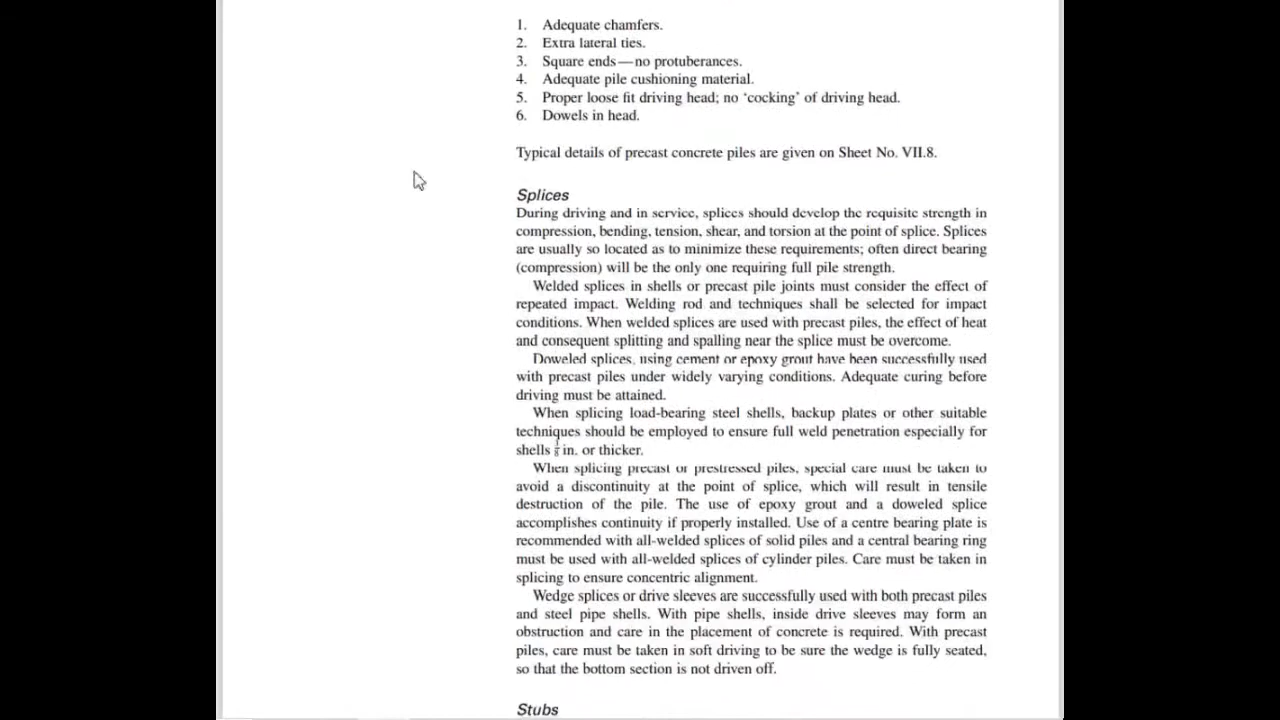 1. Adequate chamfers.
2. Extra lateral ties.
3. Square ends—no protuberances.
4. Adequate pile cushioning material.
5. Proper loose fit driving head; no ‘cocking’ of driving head.
6. Dowels in head.
Typical details of precast concrete piles are given on Sheet No. VII.8.
Splices
During driving and in service, splices should develop the requisite strength in
compression, bending, tension, shear, and torsion at the point of splice. Splices
are usually so located as to minimize these requirements; often direct bearing
(compression) will be the only one requiring full pile strength.
Welded splices in shells or precast pile joints must consider the effect of
repeated impact. Welding rod and techniques shall be selected for impact
conditions. When welded splices are used with precast piles, the effect of heat
and consequent splitting and spalling near the splice must be overcome.
Doweled splices, using cement or epoxy grout have been successfully used
with precast piles under widely varying conditions. Adequate curing before
driving must be attained.
When splicing load-bearing steel shells, backup plates or other suitable
techniques should be employed to ensure full weld penetration especially for
shells in. or thicker.
When splicing precast or prestressed piles, special care must be taken to
avoid a discontinuity at the point of splice, which will result in tensile
destruction of the pile. The use of epoxy grout and a doweled splice
accomplishes continuity if properly installed. Use of a centre bearing plate is
recommended with all-welded splices of solid piles and a central bearing ring
must be used with all-welded splices of cylinder piles. Care must be taken in
splicing to ensure concentric alignment.
Wedge splices or drive sleeves are successfully used with both precast piles
and steel pipe shells. With pipe shells, inside drive sleeves may form an
obstruction and care in the placement of concrete is required. With precast
piles, care must be taken in soft driving to be sure the wedge is fully seated,
so that the bottom section is not driven off.
Stubs